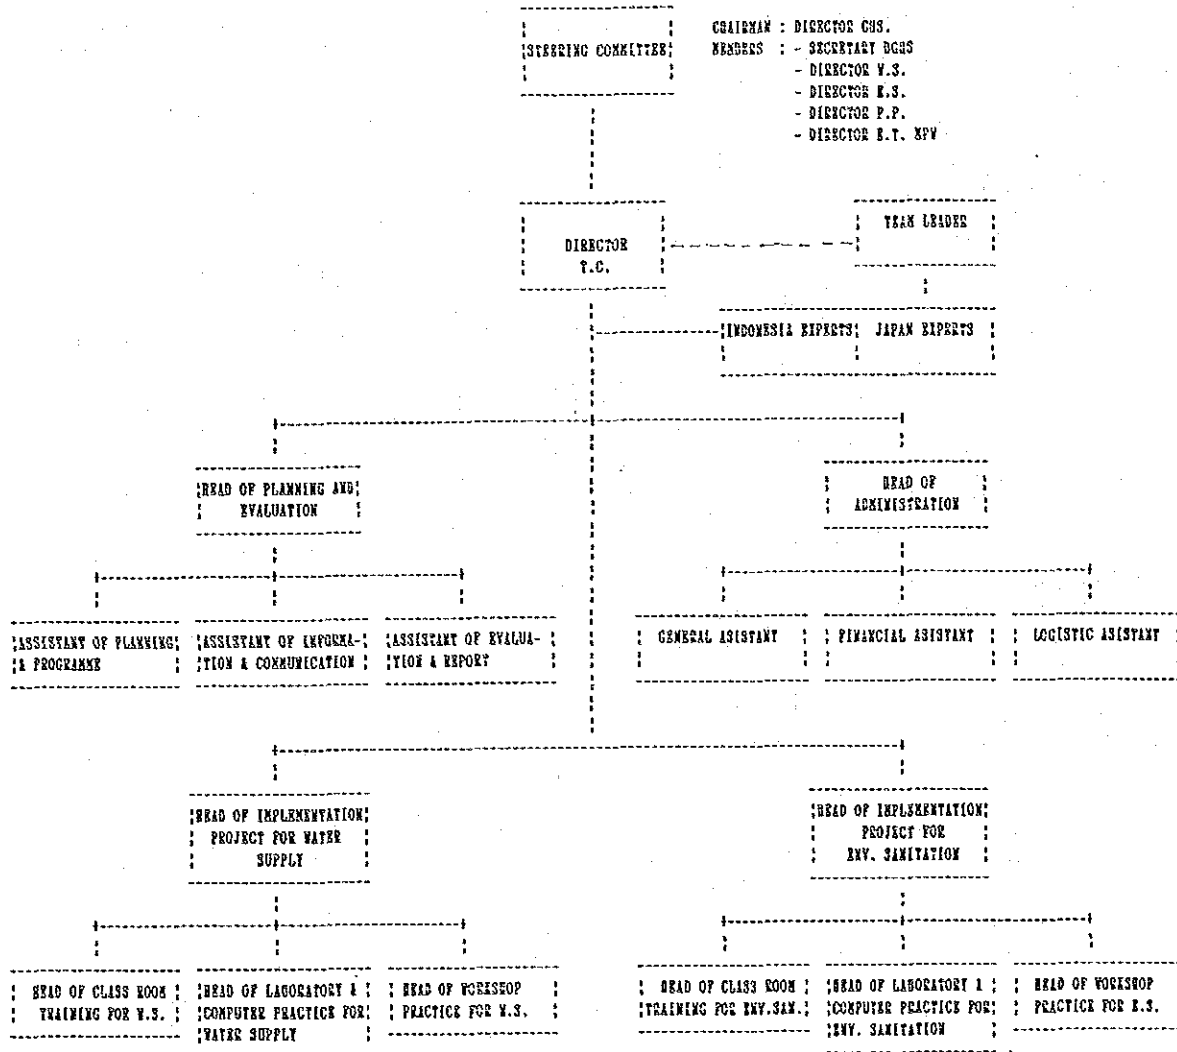 STEERING COMMITTEE
CHAIRMAN : DIRECTOR CHS.
MEMBERS : - SECRETARY DGHS
- DIRECTOR W.S.
- DIRECTOR E.S.
- DIRECTOR P.P.
- DIRECTOR E.T. MPW
DIRECTOR
T.C.
TEAM LEADER
INDONESIA EXPERTS
JAPAN EXPERTS
HEAD OF PLANNING AND
EVALUATION
HEAD OF
ADMINISTRATION
ASSISTANT OF PLANNING
& PROGRAMME
ASSISTANT OF INFORMA-
TION & COMMUNICATION
ASSISTANT OF EVALUA-
TION & REPORT
GENERAL ASISTANT
FINANCIAL ASISTANT
LOGISTIC ASISTANT
HEAD OF IMPLEMENTATION
PROJECT FOR WATER
SUPPLY
HEAD OF IMPLEMENTATION
PROJECT FOR
ENV. SANITATION
HEAD OF CLASS ROOM
TRAINING FOR W.S.
HEAD OF LABORATORY &
COMPUTER PRACTICE FOR
WATER SUPPLY
HEAD OF WORKSHOP
PRACTICE FOR W.S.
HEAD OF CLASS ROOM
TRAINING FOR ENV.SAN.
HEAD OF LABORATORY &
COMPUTER PRACTICE FOR
ENV. SANITATION
HEAD OF WORKSHOP
PRACTICE FOR E.S.